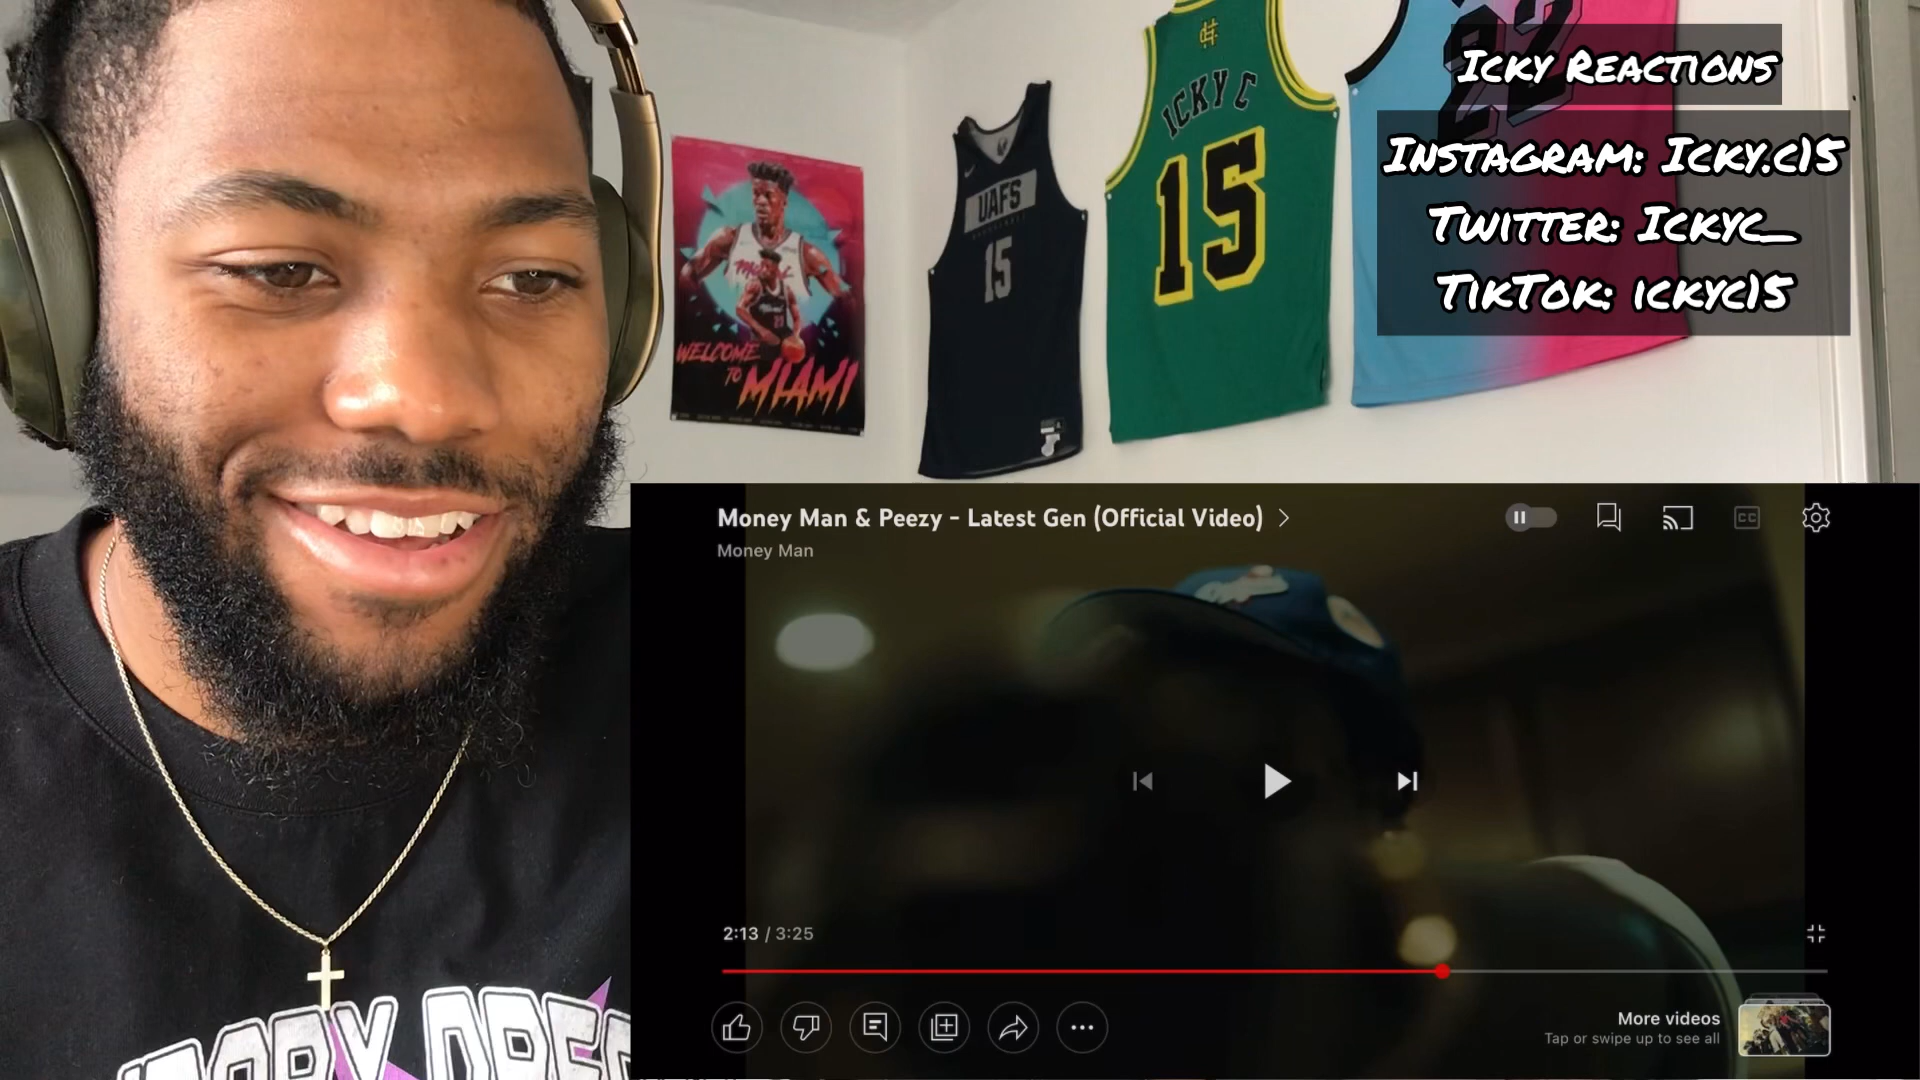 Icky Reactions
Instagram: Icky.c15
Twitter: Ickyc_
TikTok: ickyc15
ICKY C
15
UAFS
15
22
WELCOME
TO
MIAMI
Money Man & Peezy - Latest Gen (Official Video)
Money Man
CC
2:13 / 3:25
More videos
Tap or swipe up to see all